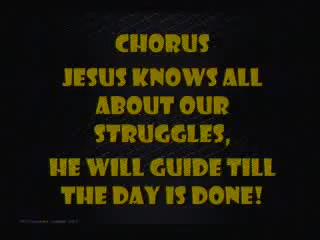 CHORUS
JESUS KNOWS ALL
ABOUT OUR
STRUGGLES,
HE WILL GUIDE TILL
THE DAY IS DONE!